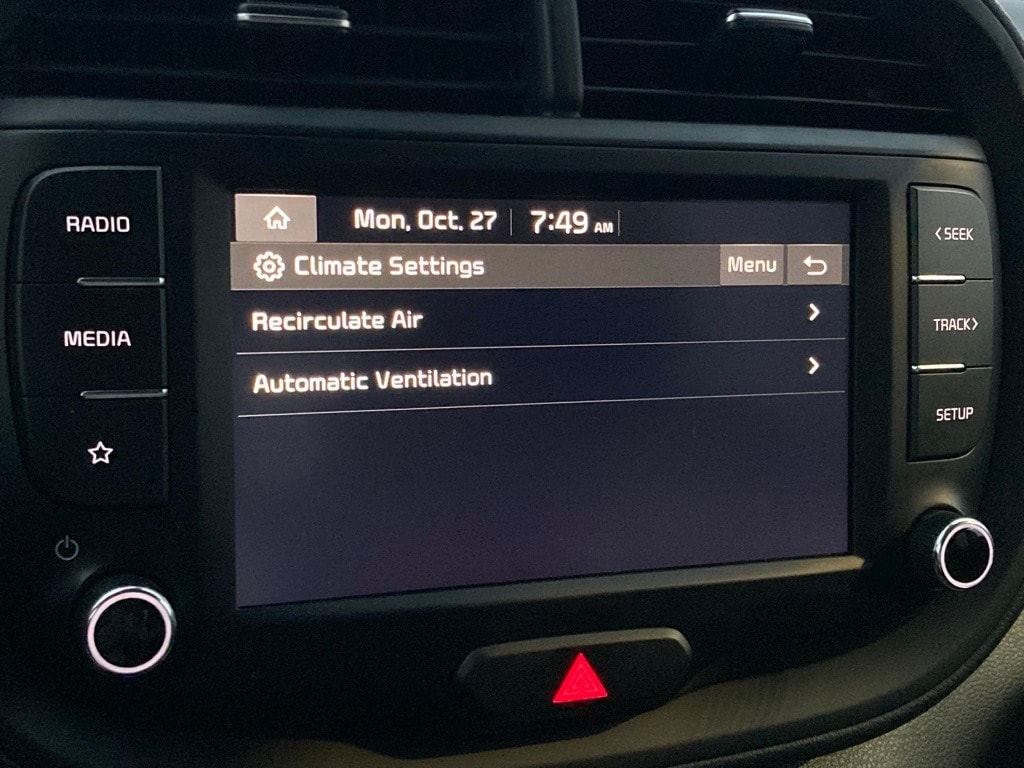 RADIO
MEDIA
Mon, Oct. 27 7:49 AM
Climate Settings Menu
Recirculate Air
Automatic Ventilation
< SEEK
TRACK >
SETUP